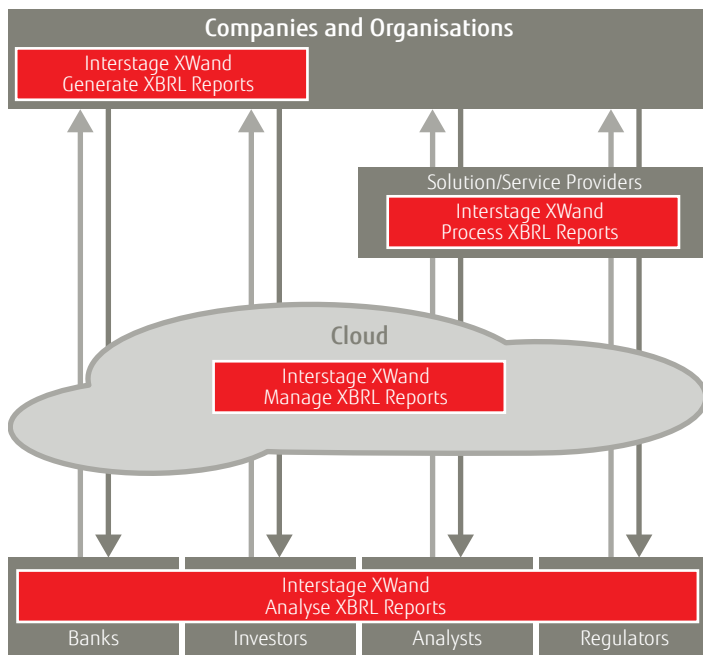 Companies and Organisations
Interstage XWand
Generate XBRL Reports
Solution/Service Providers
Interstage XWand
Process XBRL Reports
Cloud
Interstage XWand
Manage XBRL Reports
Interstage XWand
Analyse XBRL Reports
Banks
Investors
Analysts
Regulators